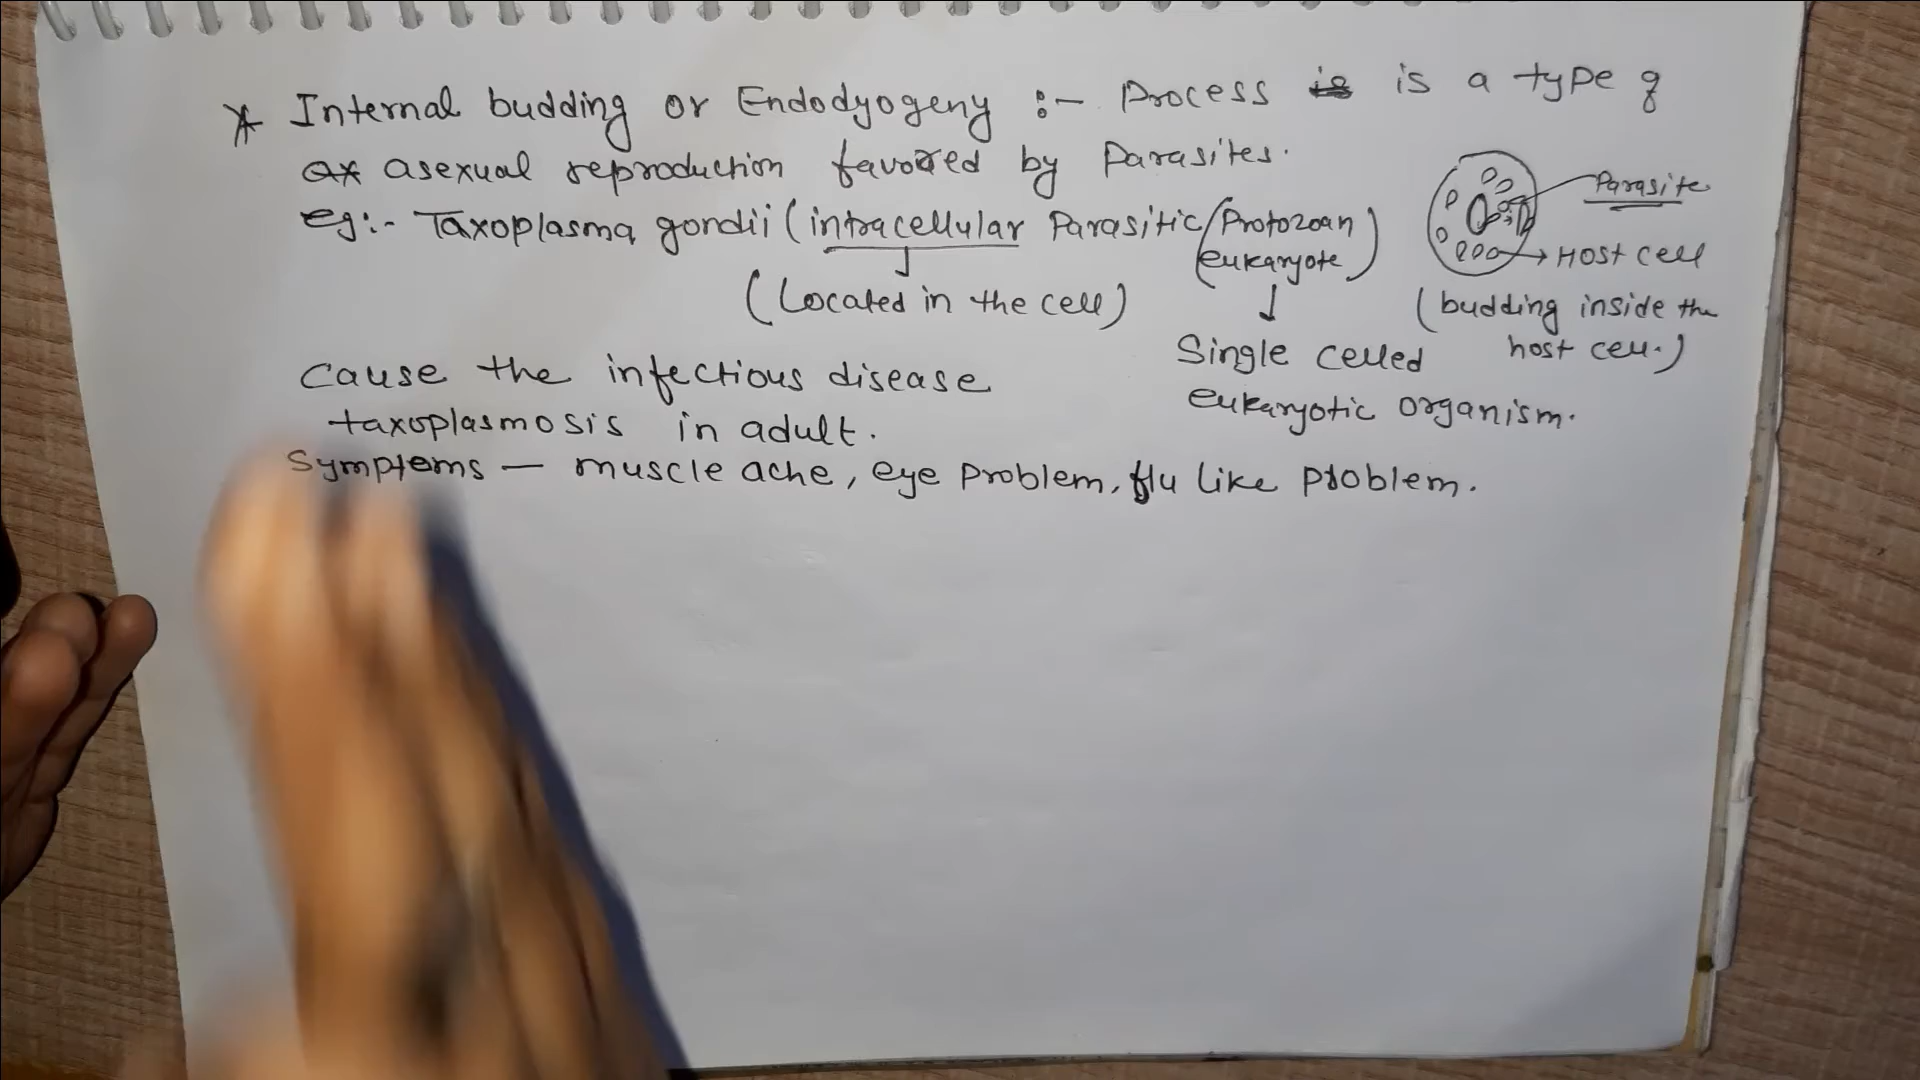 * Internal budding or Endodyogeny :- Process is is a type of
asexual reproduction favored by Parasites.
eg:- Taxoplasma gondii (intracellular Parasitic/Protozoan
eukaryote)
(Located in the cell)
Single celled
eukaryotic organism.
Parasite
Host cell
(budding inside the
host cell.)
Cause the infectious disease
taxoplasmosis in adult.
Symptoms — muscle ache, eye problem, flu like problem.